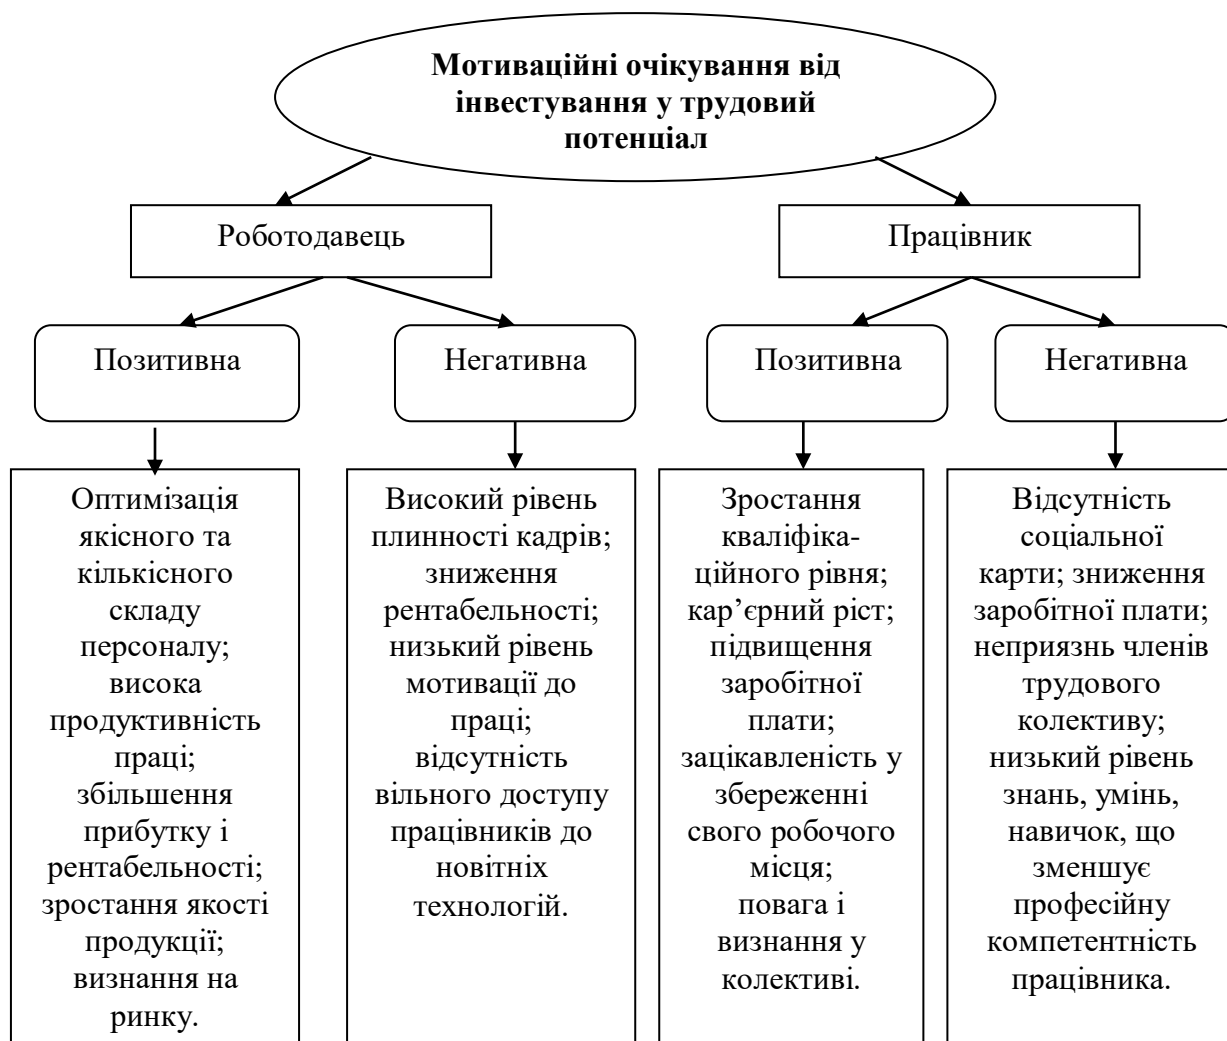 Мотиваційні очікування від
інвестування у трудовий
потенціал
Роботодавець
Працівник
Позитивна
Негативна
Позитивна
Негативна
Оптимізація
якісного та
кількісного
складу
персоналу;
висока
продуктивність
праці;
збільшення
прибутку і
рентабельності;
зростання якості
продукції;
визнання на
ринку.
Високий рівень
плинності кадрів;
зниження
рентабельності;
низький рівень
мотивації до
праці;
відсутність
вільного доступу
працівників до
новітніх
технологій.
Зростання
кваліфіка-
ційного рівня;
кар’єрний ріст;
підвищення
заробітної
плати;
зацікавленість у
збереженні
свого робочого
місця;
повага і
визнання у
колективі.
Відсутність
соціальної
карти; зниження
заробітної плати;
неприязнь членів
трудового
колективу;
низький рівень
знань, умінь,
навичок, що
зменшує
професійну
компетентність
працівника.